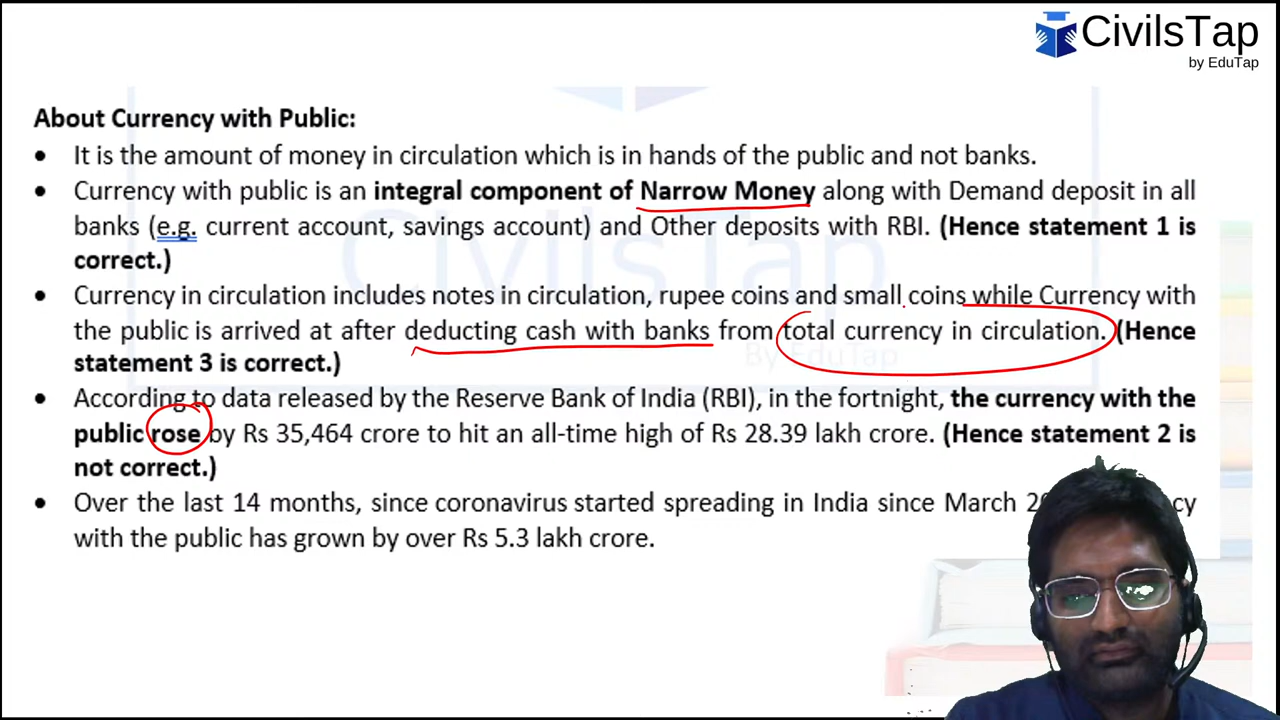 CivilsTap
by EduTap
About Currency with Public:
• It is the amount of money in circulation which is in hands of the public and not banks.
• Currency with public is an integral component of Narrow Money along with Demand deposit in all
banks (e.g. current account, savings account) and Other deposits with RBI. (Hence statement 1 is
correct.)
• Currency in circulation includes notes in circulation, rupee coins and small coins while Currency with
the public is arrived at after deducting cash with banks from total currency in circulation. (Hence
statement 3 is correct.)
• According to data released by the Reserve Bank of India (RBI), in the fortnight, the currency with the
public rose by Rs 35,464 crore to hit an all-time high of Rs 28.39 lakh crore. (Hence statement 2 is
not correct.)
• Over the last 14 months, since coronavirus started spreading in India since March
with the public has grown by over Rs 5.3 lakh crore.
CivilsTap
By EduTap